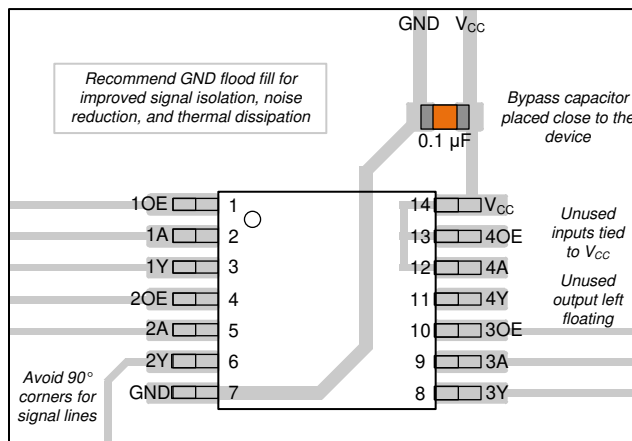 GND VCC
Recommend GND flood fill for
improved signal isolation, noise
reduction, and thermal dissipation
Bypass capacitor
placed close to the
device
0.1 µF
1OE 1 14 VCC
1A 2 13 4OE
1Y 3 12 4A
2OE 4 11 4Y
2A 5 10 3OE
2Y 6 9 3A
GND 7 8 3Y
Unused
inputs tied
to VCC
Unused
output left
floating
Avoid 90°
corners for
signal lines